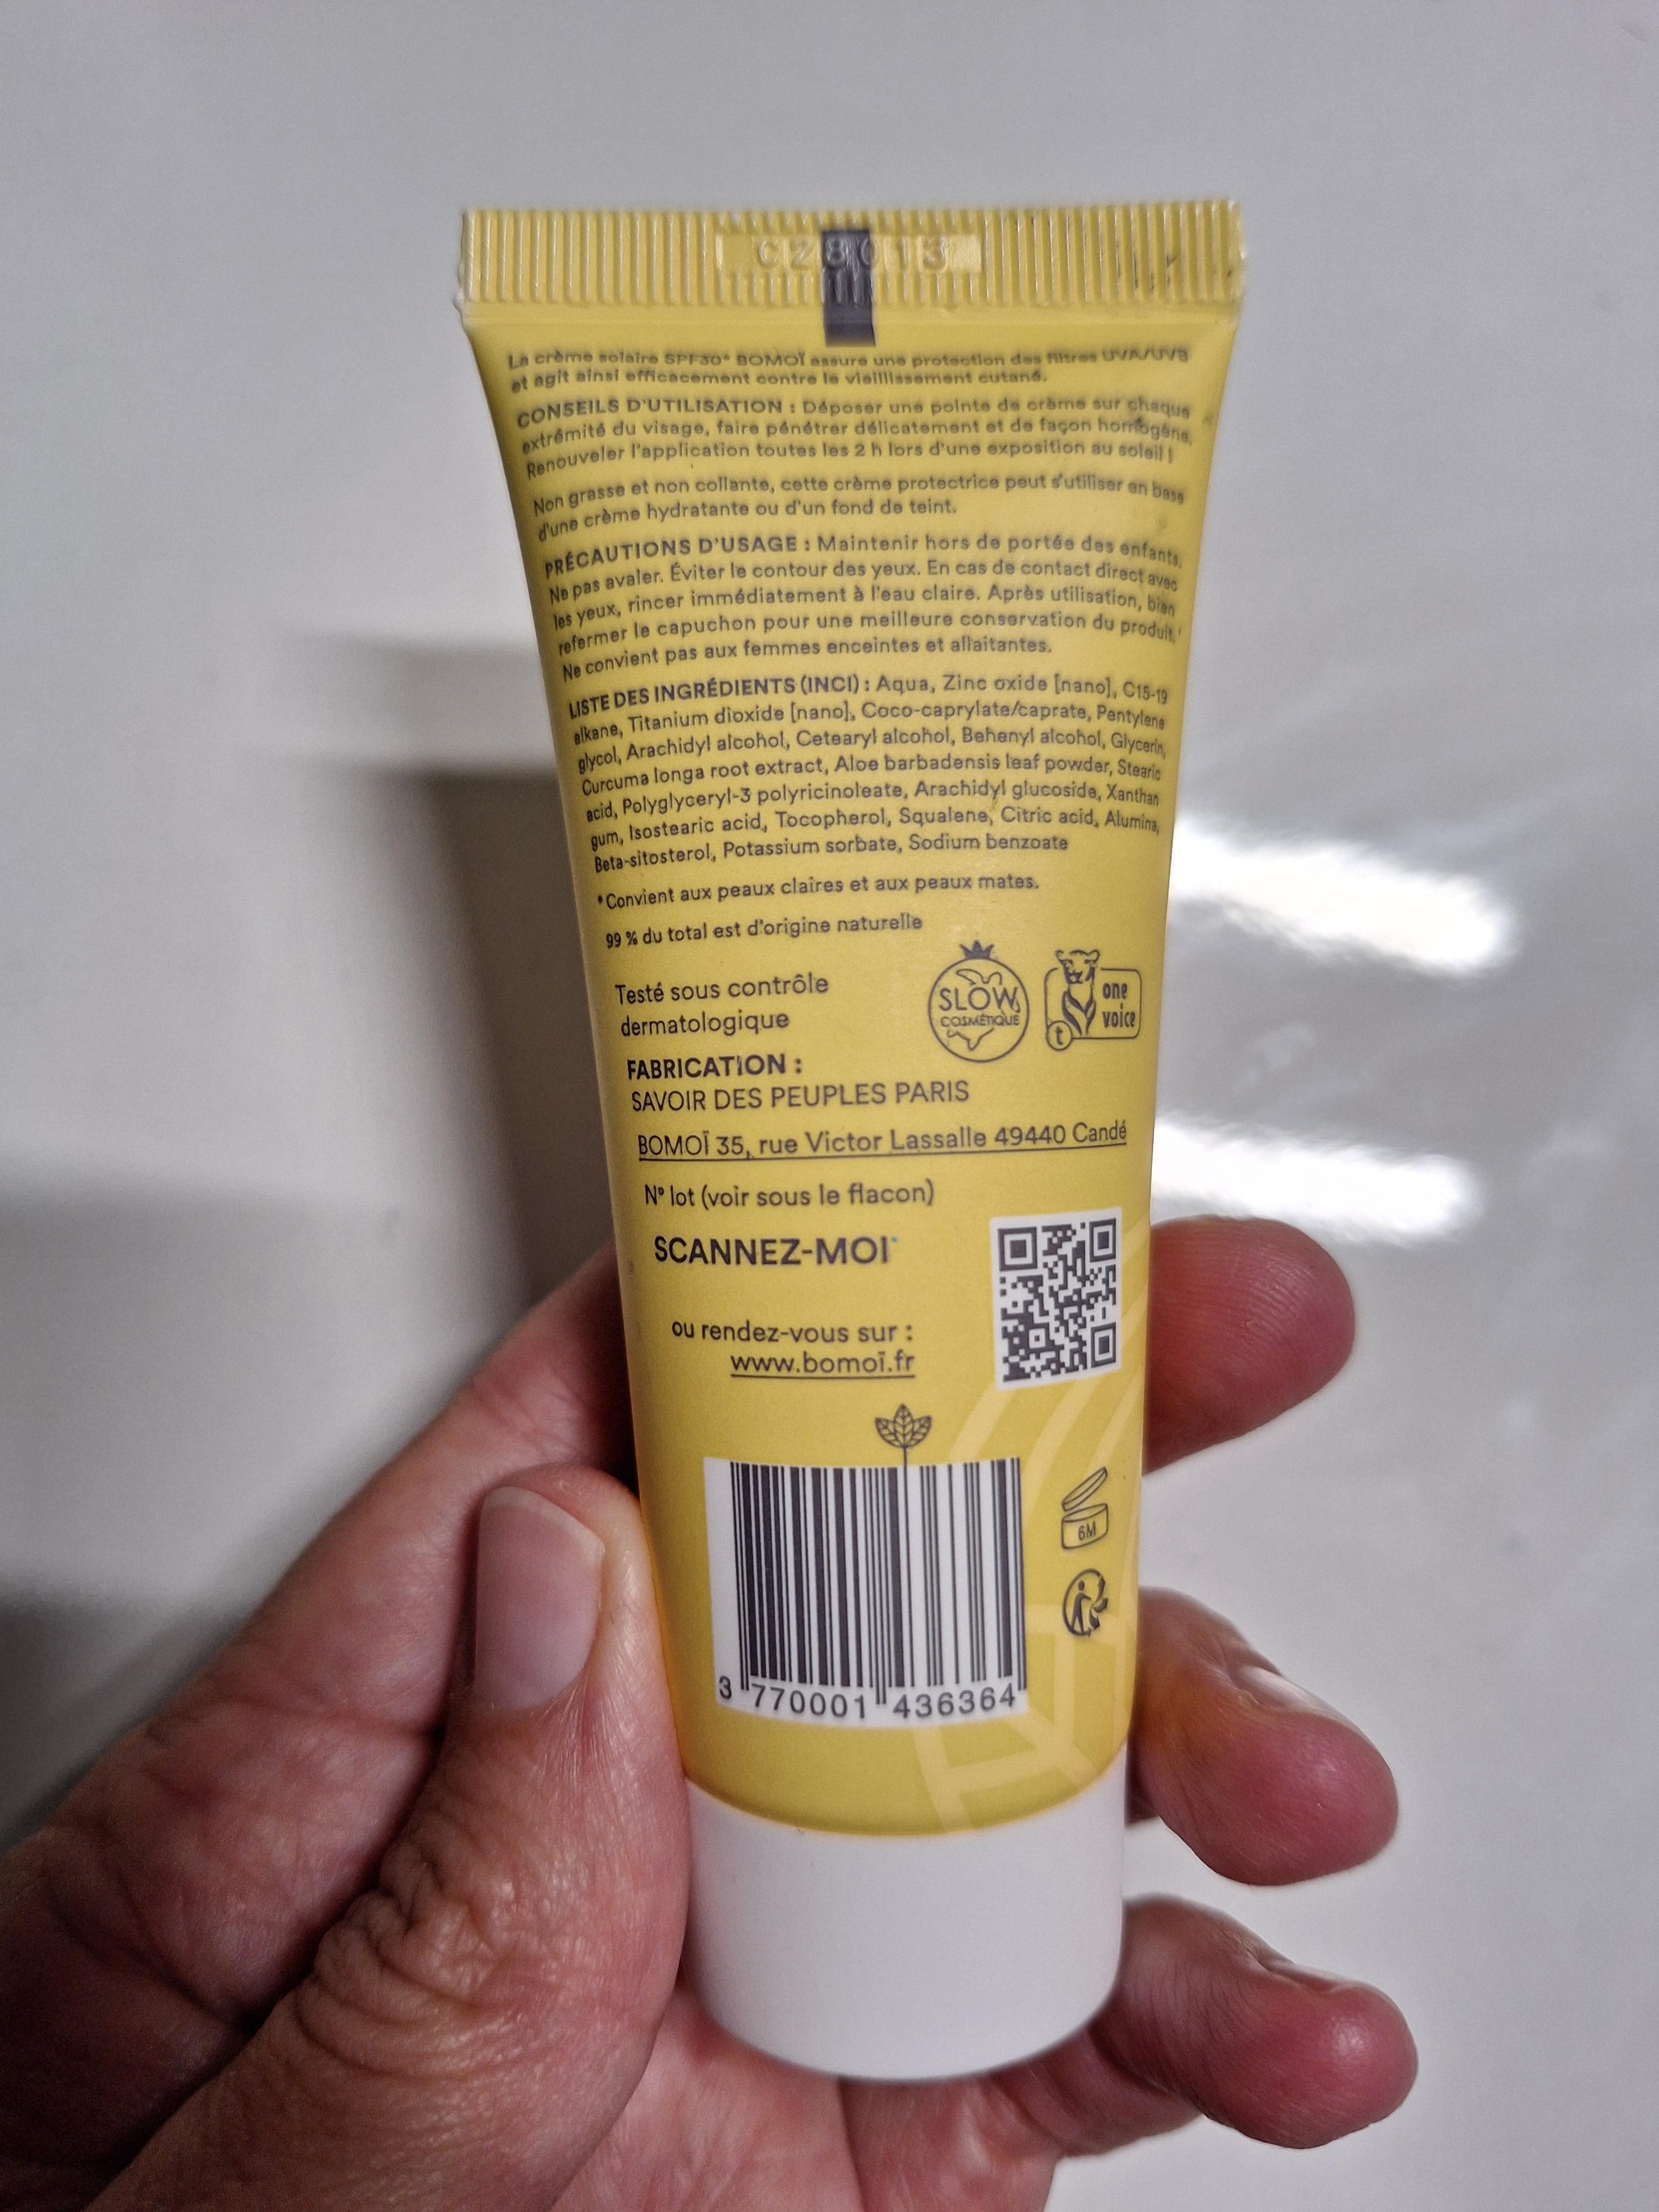 C28013
La crème solaire SPF30* BOMOÏ assure une protection des filtres UVA/UVB
et agit ainsi efficacement contre le vieillissement cutané.
CONSEILS D'UTILISATION : Déposer une pointe de crème sur chaque
extrémité du visage, faire pénétrer délicatement et de façon homogène.
Renouveler l'application toutes les 2 h lors d'une exposition au soleil !
Non grasse et non collante, cette crème protectrice peut s'utiliser en base
d'une crème hydratante ou d'un fond de teint.
PRÉCAUTIONS D'USAGE : Maintenir hors de portée des enfants.
Ne pas avaler. Éviter le contour des yeux. En cas de contact direct avec
les yeux, rincer immédiatement à l'eau claire. Après utilisation, bien
refermer le capuchon pour une meilleure conservation du produit.
Ne convient pas aux femmes enceintes et allaitantes.
LISTE DES INGRÉDIENTS (INCI) : Aqua, Zinc oxide [nano], C15-19
alkane, Titanium dioxide [nano], Coco-caprylate/caprate, Pentylene
glycol, Arachidyl alcohol, Cetearyl alcohol, Behenyl alcohol, Glycerin,
Curcuma longa root extract, Aloe barbadensis leaf powder, Stearic
acid, Polyglyceryl-3 polyricinoleate, Arachidyl glucoside, Xanthan
gum, Isostearic acid, Tocopherol, Squalene, Citric acid, Alumina,
Beta-sitosterol, Potassium sorbate, Sodium benzoate
*Convient aux peaux claires et aux peaux mates.
99 % du total est d'origine naturelle
Testé sous contrôle
dermatologique
SLOW
COSMÉTIQUE
one
voice
t
FABRICATION :
SAVOIR DES PEUPLES PARIS
BOMOÏ 35, rue Victor Lassalle 49440 Candé
N° lot (voir sous le flacon)
SCANNEZ-MOI
ou rendez-vous sur :
www.bomoï.fr
6M
3 770001 436364